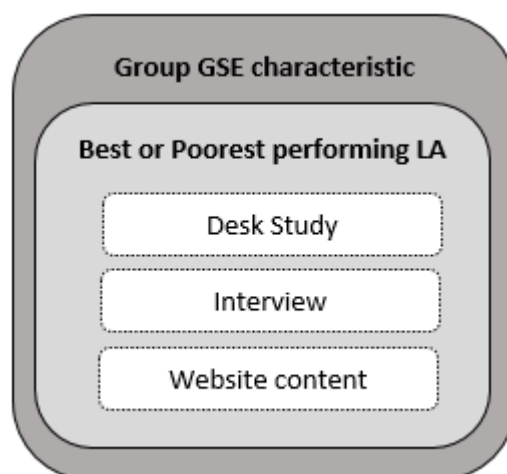 Group GSE characteristic
Best or Poorest performing LA
Desk Study
Interview
Website content